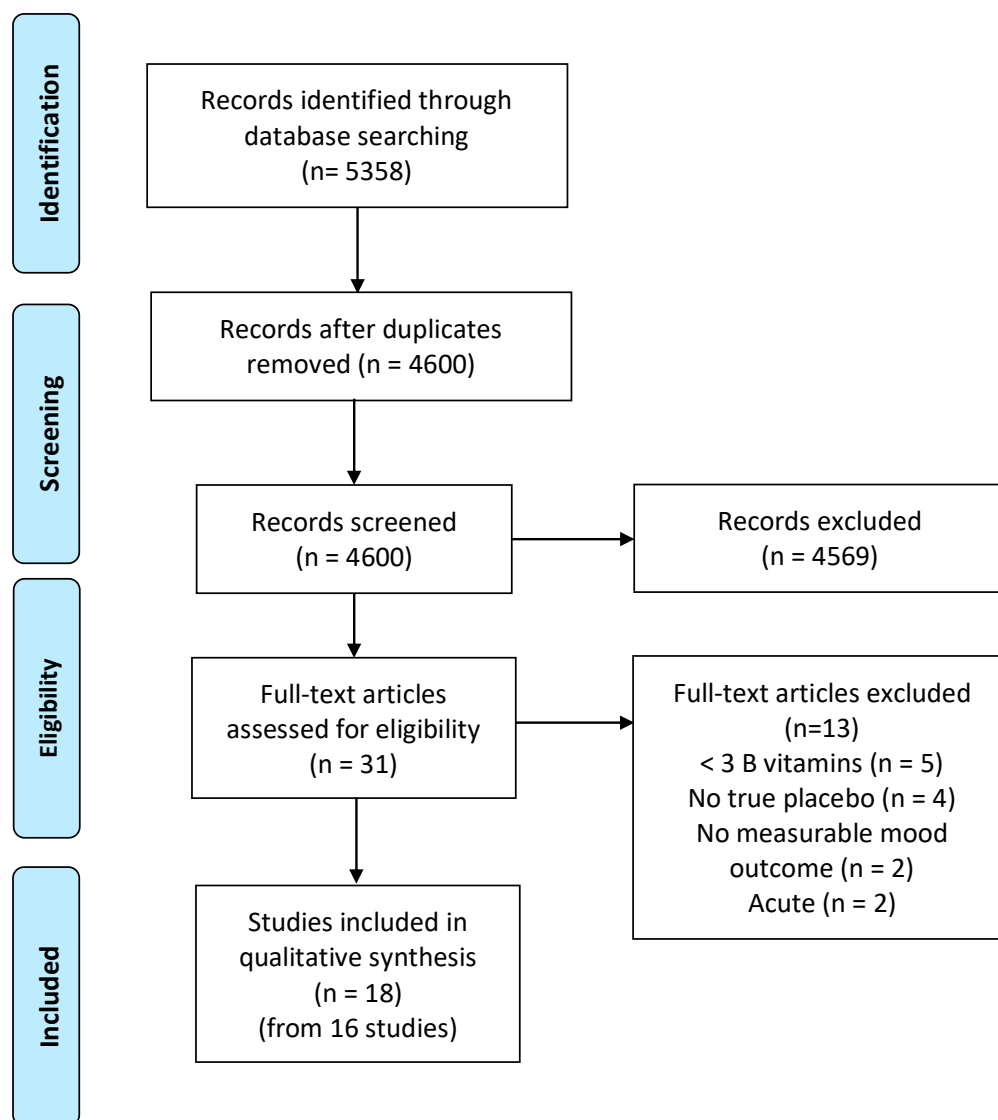 Identification
Records identified through
database searching
(n= 5358)
Screening
Records after duplicates
removed (n = 4600)
Records screened
(n = 4600)
Records excluded
(n = 4569)
Eligibility
Full-text articles
assessed for eligibility
(n = 31)
Full-text articles excluded
(n=13)
< 3 B vitamins (n = 5)
No true placebo (n = 4)
No measurable mood
outcome (n = 2)
Acute (n = 2)
Included
Studies included in
qualitative synthesis
(n = 18)
(from 16 studies)